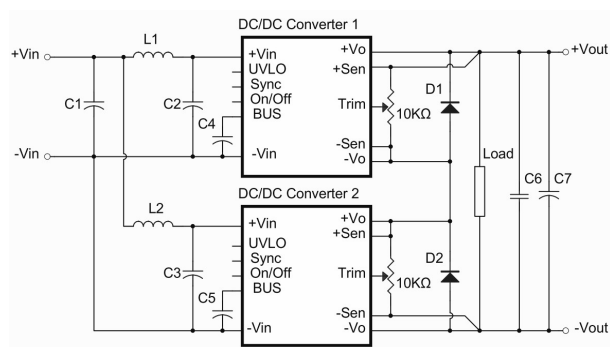 DC/DC Converter 1
+Vin
L1
+Vin
UVLO
Sync
On/Off
BUS
-Vin
+Vo
+Sen
Trim
-Sen
-Vo
10KΩ
D1
+Vout
C1
C2
C4
-Vin
Load
C6
C7
DC/DC Converter 2
L2
+Vin
UVLO
Sync
On/Off
BUS
-Vin
+Vo
+Sen
Trim
-Sen
-Vo
10KΩ
D2
C3
C5
-Vout